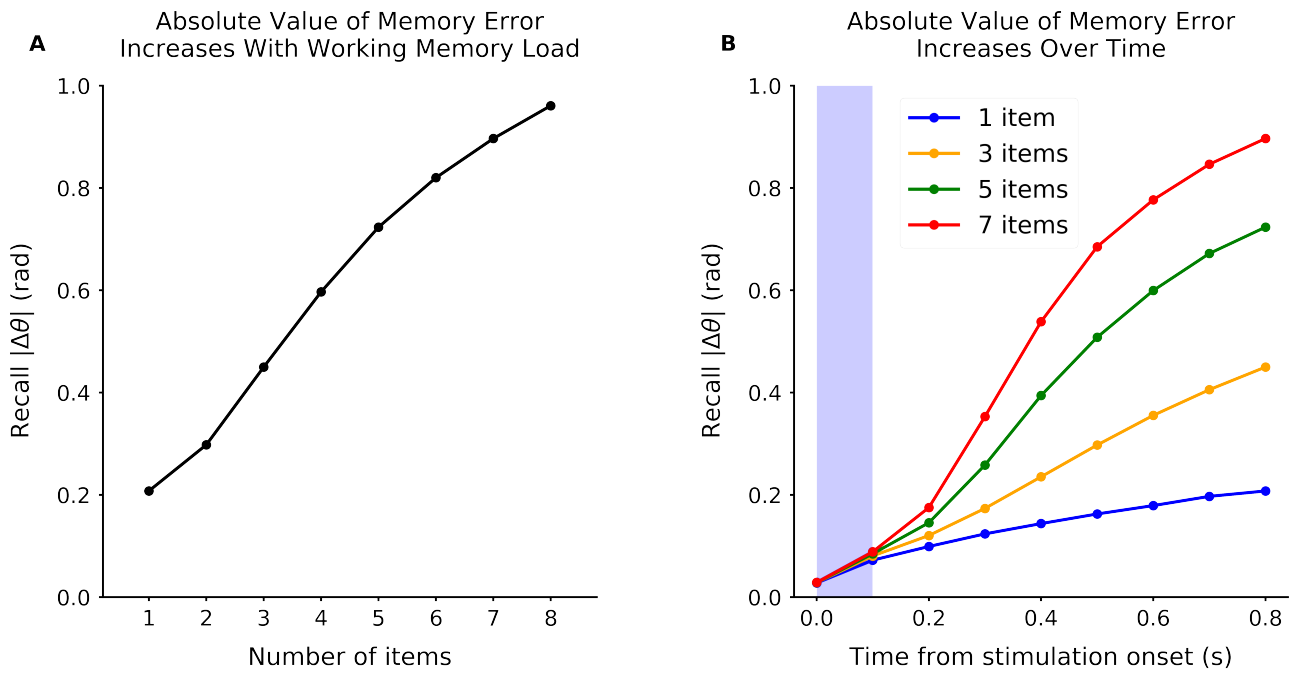 A
Absolute Value of Memory Error
Increases With Working Memory Load
1.0
0.8
0.6
0.4
0.2
0.0
Recall |Δθ| (rad)
1 2 3 4 5 6 7 8
Number of items
B
Absolute Value of Memory Error
Increases Over Time
1 item
3 items
5 items
7 items
1.0
0.8
0.6
0.4
0.2
0.0
Recall |Δθ| (rad)
0.0 0.2 0.4 0.6 0.8
Time from stimulation onset (s)